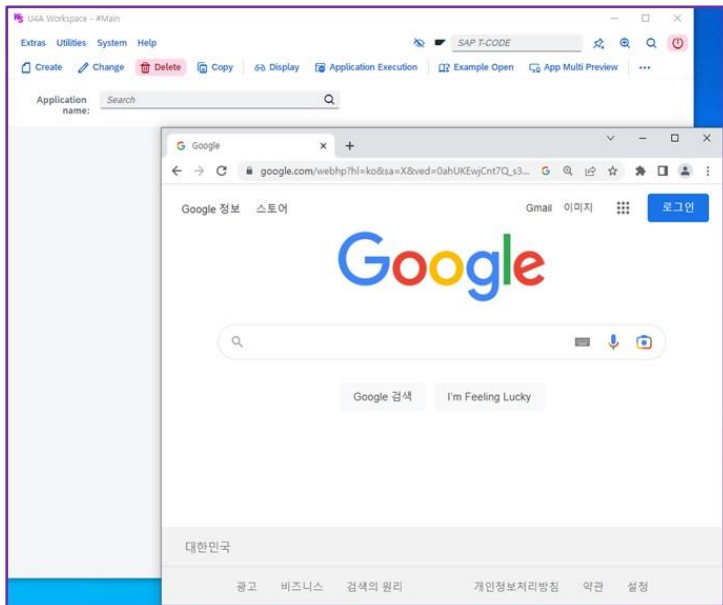 U4A Workspace - #Main
Extras Utilities System Help SAP T-CODE
Create Change Delete Copy Display Application Execution Example Open App Multi Preview ...
Application name: Search
Google
google.com/webhp?hl=ko&sa=X&ved=0ahUKEwjCnt7Q_s3...
Google 정보 스토어 Gmail 이미지 로그인
Google
Google 검색 I'm Feeling Lucky
대한민국
광고 비즈니스 검색의 원리 개인정보처리방침 약관 설정